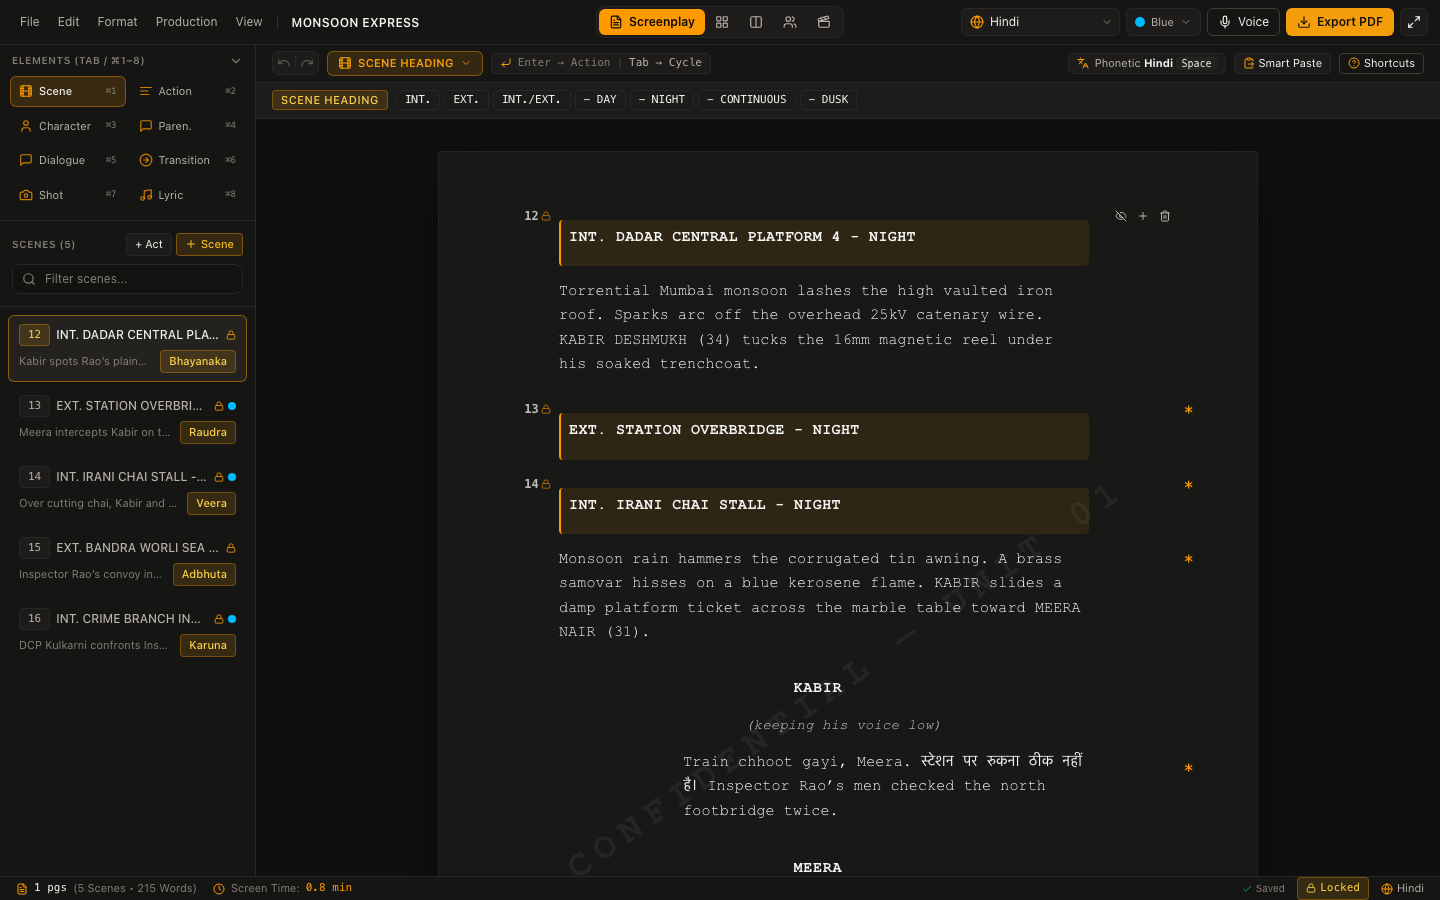 File Edit Format Production View MONSOON EXPRESS Screenplay Hindi Blue Voice Export PDF
ELEMENTS (TAB / ⌘1–8)
Scene ⌘1 Action ⌘2
Character ⌘3 Paren. ⌘4
Dialogue ⌘5 Transition ⌘6
Shot ⌘7 Lyric ⌘8
SCENES (5) + Act + Scene
Filter scenes...
12 INT. DADAR CENTRAL PLA...
Kabir spots Rao's plain... Bhayanaka
13 EXT. STATION OVERBRI...
Meera intercepts Kabir on t... Raudra
14 INT. IRANI CHAI STALL -...
Over cutting chai, Kabir and ... Veera
15 EXT. BANDRA WORLI SEA ...
Inspector Rao's convoy in... Adbhuta
16 INT. CRIME BRANCH IN...
DCP Kulkarni confronts Ins... Karuna
SCENE HEADING Enter → Action | Tab → Cycle Phonetic Hindi Space Smart Paste Shortcuts
SCENE HEADING INT. EXT. INT./EXT. – DAY – NIGHT – CONTINUOUS – DUSK
12
INT. DADAR CENTRAL PLATFORM 4 - NIGHT
Torrential Mumbai monsoon lashes the high vaulted iron
roof. Sparks arc off the overhead 25kV catenary wire.
KABIR DESHMUKH (34) tucks the 16mm magnetic reel under
his soaked trenchcoat.
13 *
EXT. STATION OVERBRIDGE - NIGHT
14 *
INT. IRANI CHAI STALL - NIGHT
Monsoon rain hammers the corrugated tin awning. A brass *
samovar hisses on a blue kerosene flame. KABIR slides a
damp platform ticket across the marble table toward MEERA
NAIR (31).
KABIR
(keeping his voice low)
Train chhoot gayi, Meera. स्टेशन पर रुकना ठीक नहीं *
है। Inspector Rao's men checked the north
footbridge twice.
MEERA
CONFIDENTIAL — UNIT 01
1 pgs (5 Scenes • 215 Words) Screen Time: 0.8 min Saved Locked Hindi